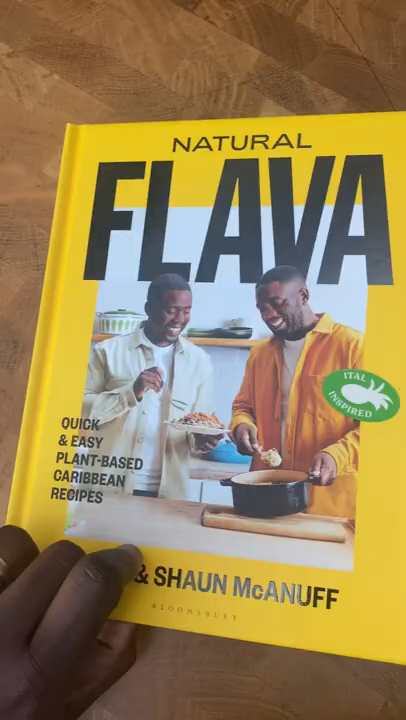 NATURAL
FLAVA
ITAL
INSPIRED
QUICK
& EASY
PLANT-BASED
CARIBBEAN
RECIPES
& SHAUN McANUFF
BLOOMSBURY